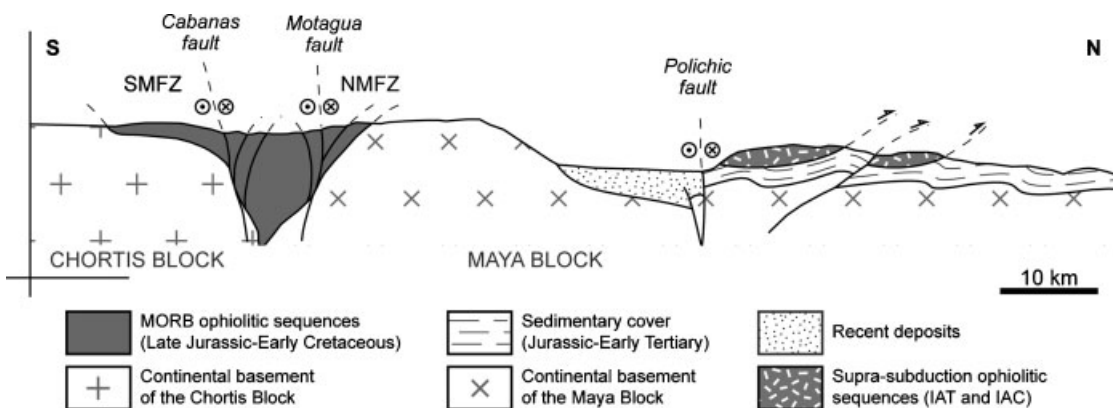 Cabanas
fault
Motagua
fault
S
N
SMFZ
NMFZ
Polichic
fault
CHORTIS BLOCK
MAYA BLOCK
10 km
MORB ophiolitic sequences
(Late Jurassic-Early Cretaceous)
Sedimentary cover
(Jurassic-Early Tertiary)
Recent deposits
Continental basement
of the Chortis Block
Continental basement
of the Maya Block
Supra-subduction ophiolitic
sequences (IAT and IAC)